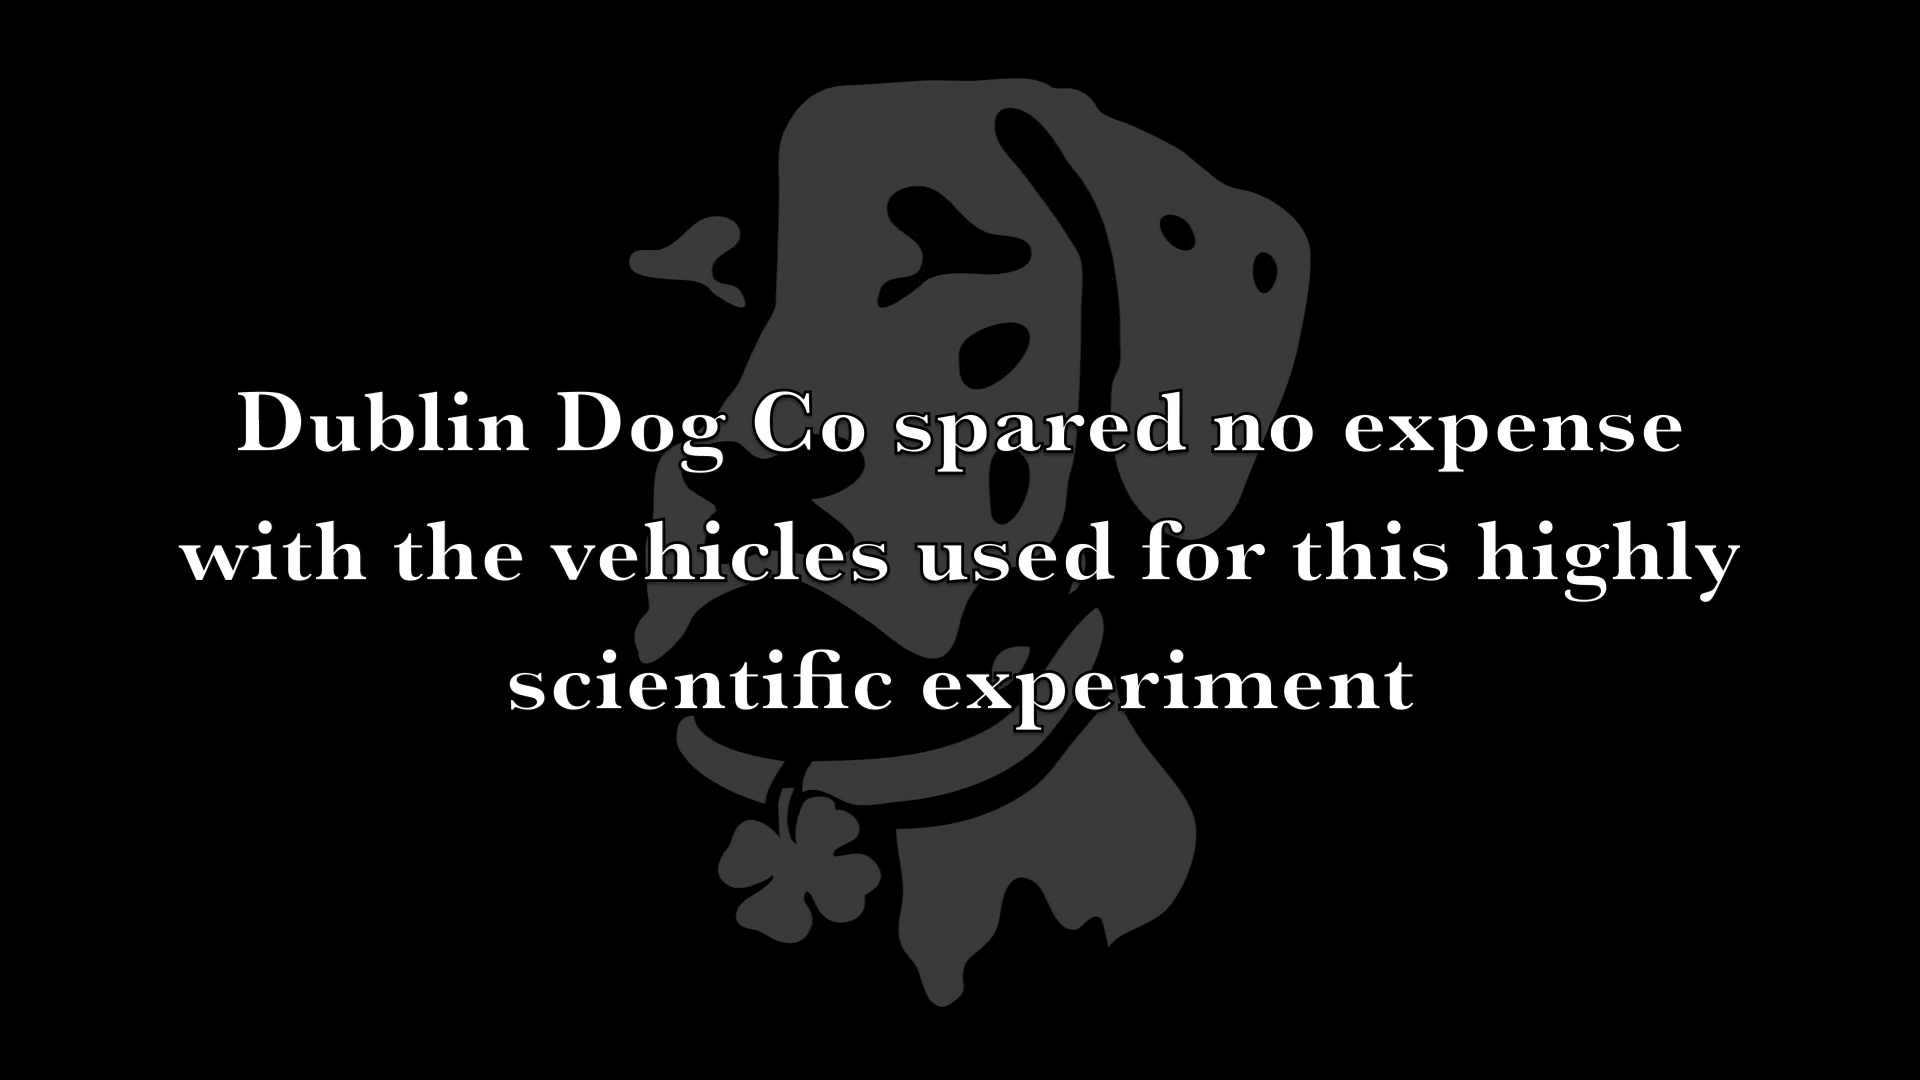 Dublin Dog Co spared no expense
with the vehicles used for this highly
scientific experiment